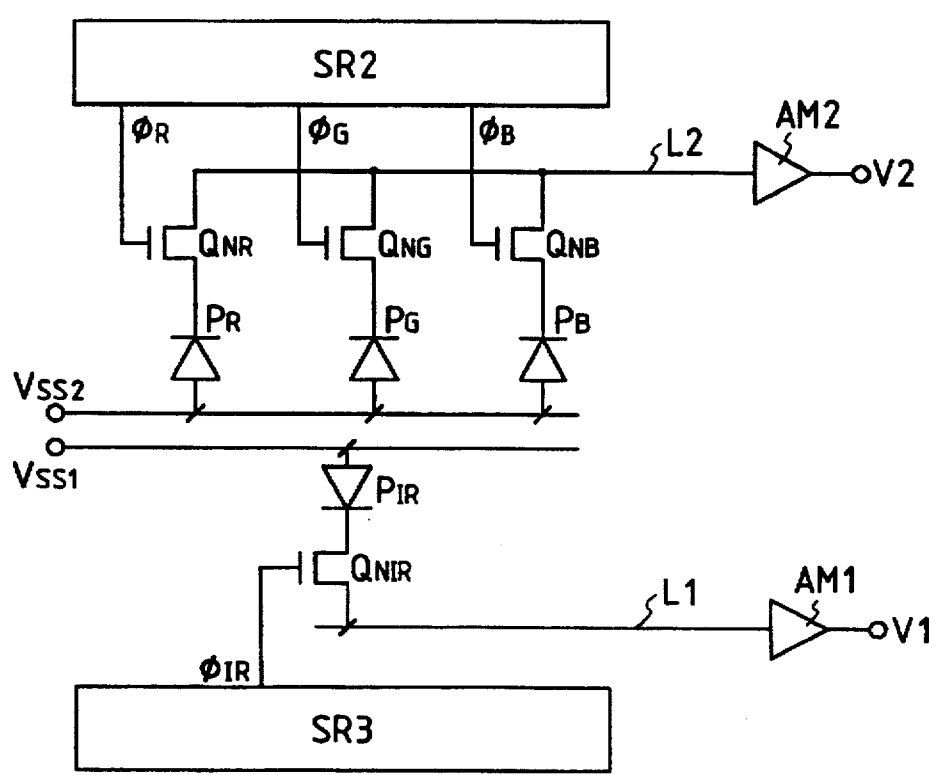 SR2
ϕR ϕG ϕB
L2
AM2
V2
QNR QNG QNB
PR PG PB
VSS2
VSS1
PIR
QNIR
L1
AM1
V1
ϕIR
SR3